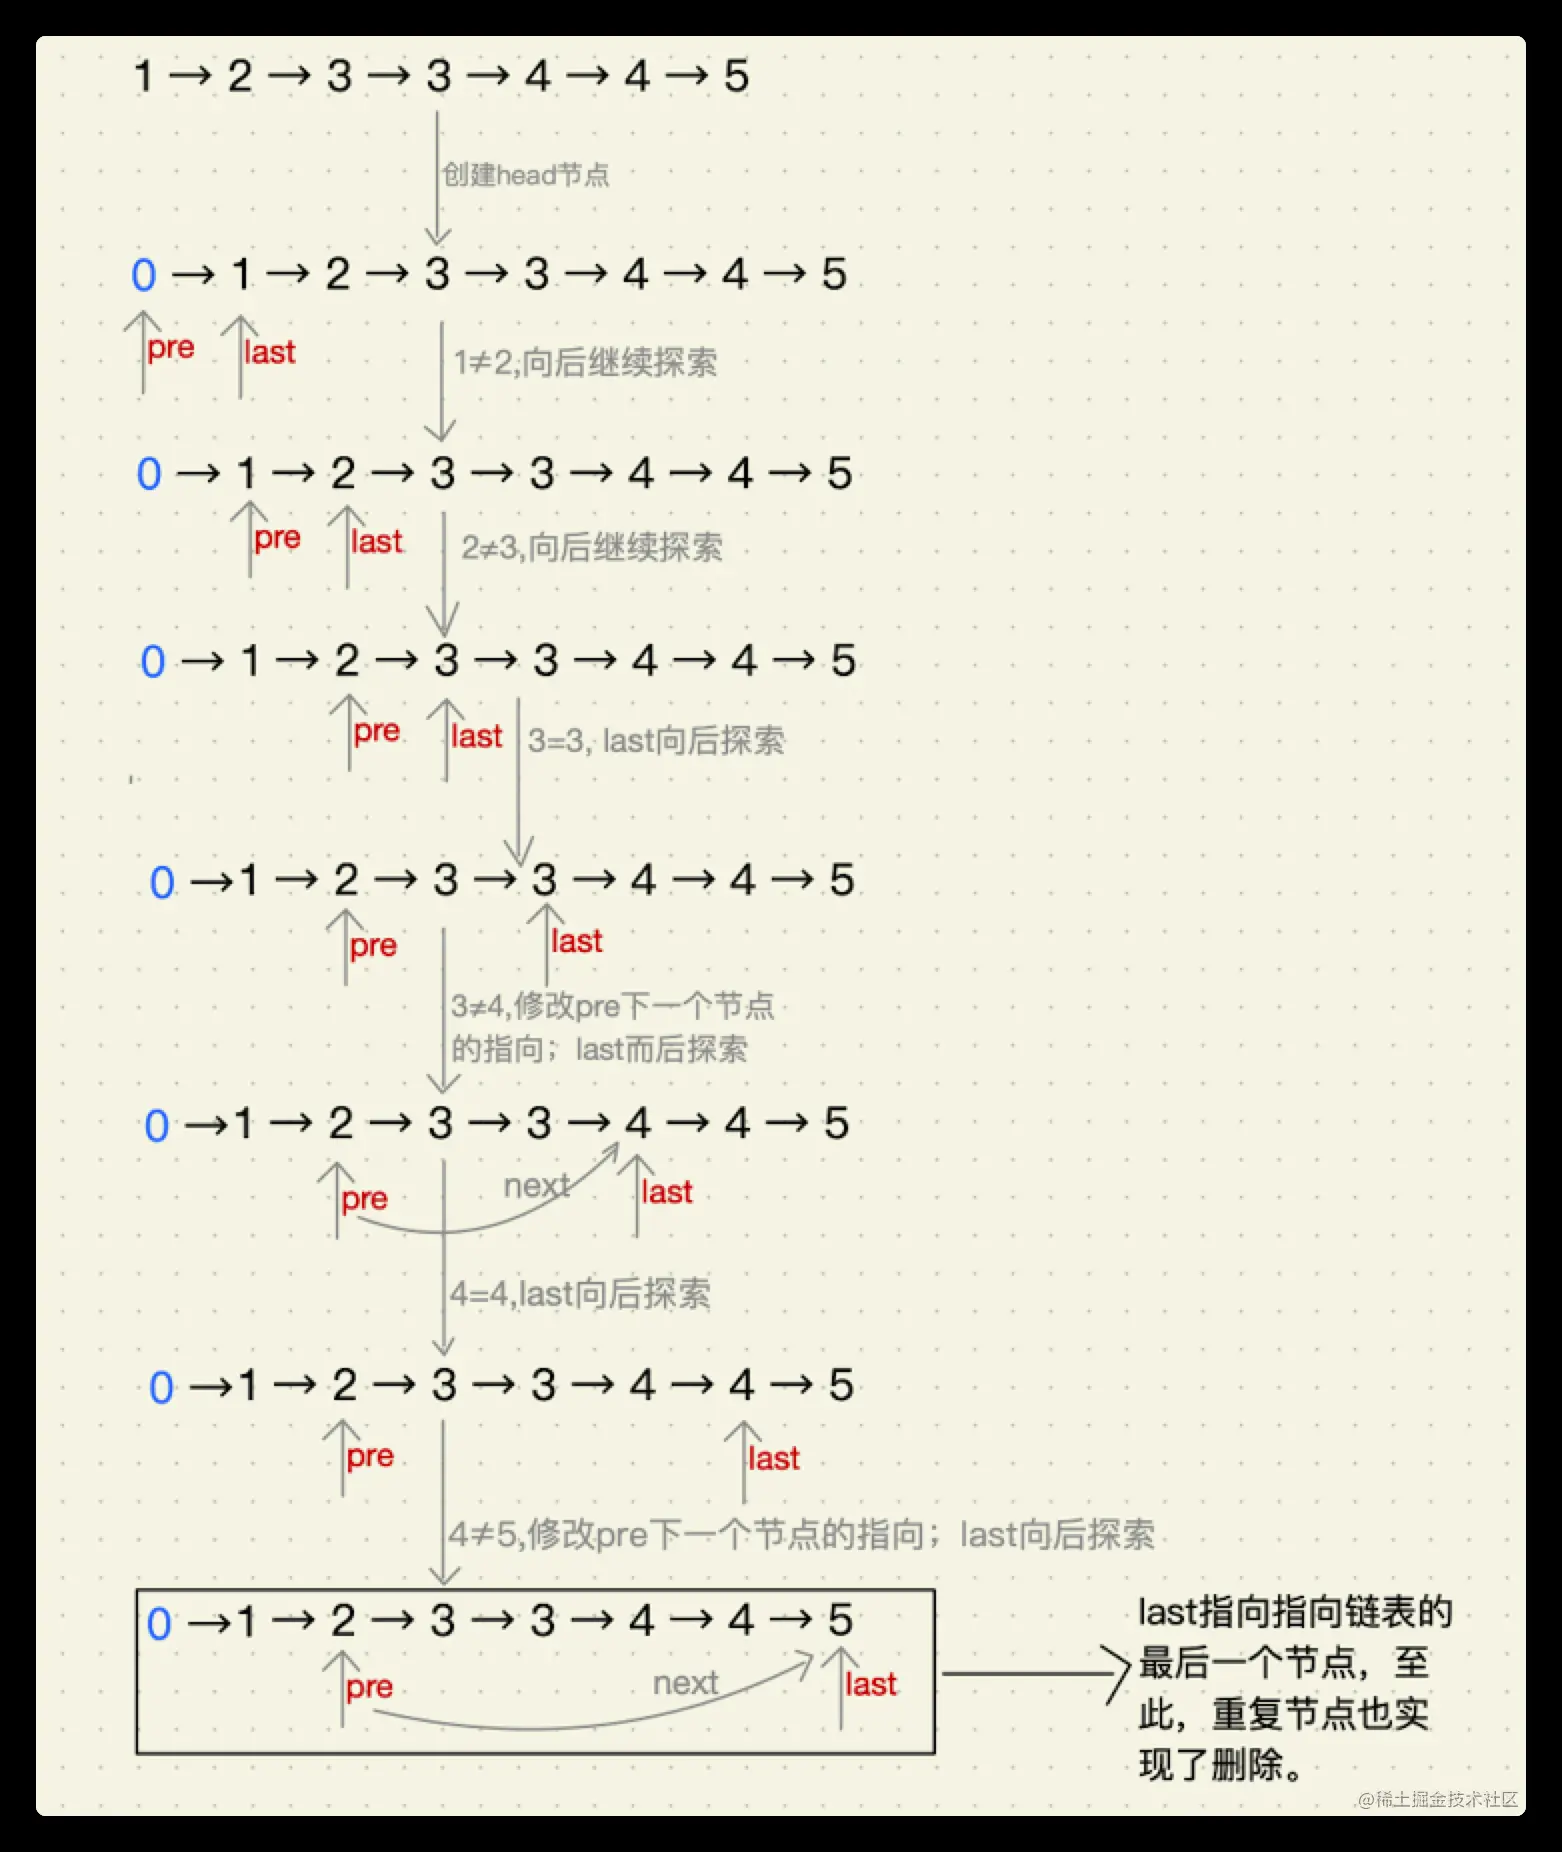 1 → 2 → 3 → 3 → 4 → 4 → 5
创建head节点
0 → 1 → 2 → 3 → 3 → 4 → 4 → 5
pre last
1≠2,向后继续探索
0 → 1 → 2 → 3 → 3 → 4 → 4 → 5
pre last
2≠3,向后继续探索
0 → 1 → 2 → 3 → 3 → 4 → 4 → 5
pre last
3=3, last向后探索
0 →1 → 2 → 3 → 3 → 4 → 4 → 5
pre last
3≠4,修改pre下一个节点
的指向；last而后探索
0 →1 → 2 → 3 → 3 → 4 → 4 → 5
pre next last
4=4,last向后探索
0 →1 → 2 → 3 → 3 → 4 → 4 → 5
pre last
4≠5,修改pre下一个节点的指向；last向后探索
0 →1 → 2 → 3 → 3 → 4 → 4 → 5
pre next last
last指向指向链表的
最后一个节点，至
此，重复节点也实
现了删除。
@稀土掘金技术社区